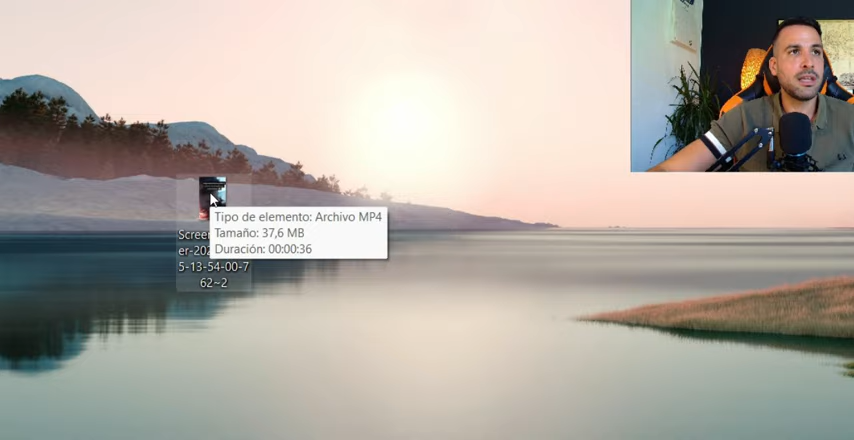 Tipo de elemento: Archivo MP4
Tamaño: 37,6 MB
Duración: 00:00:36
Screen
er-202
5-13-54-00-7
62~2